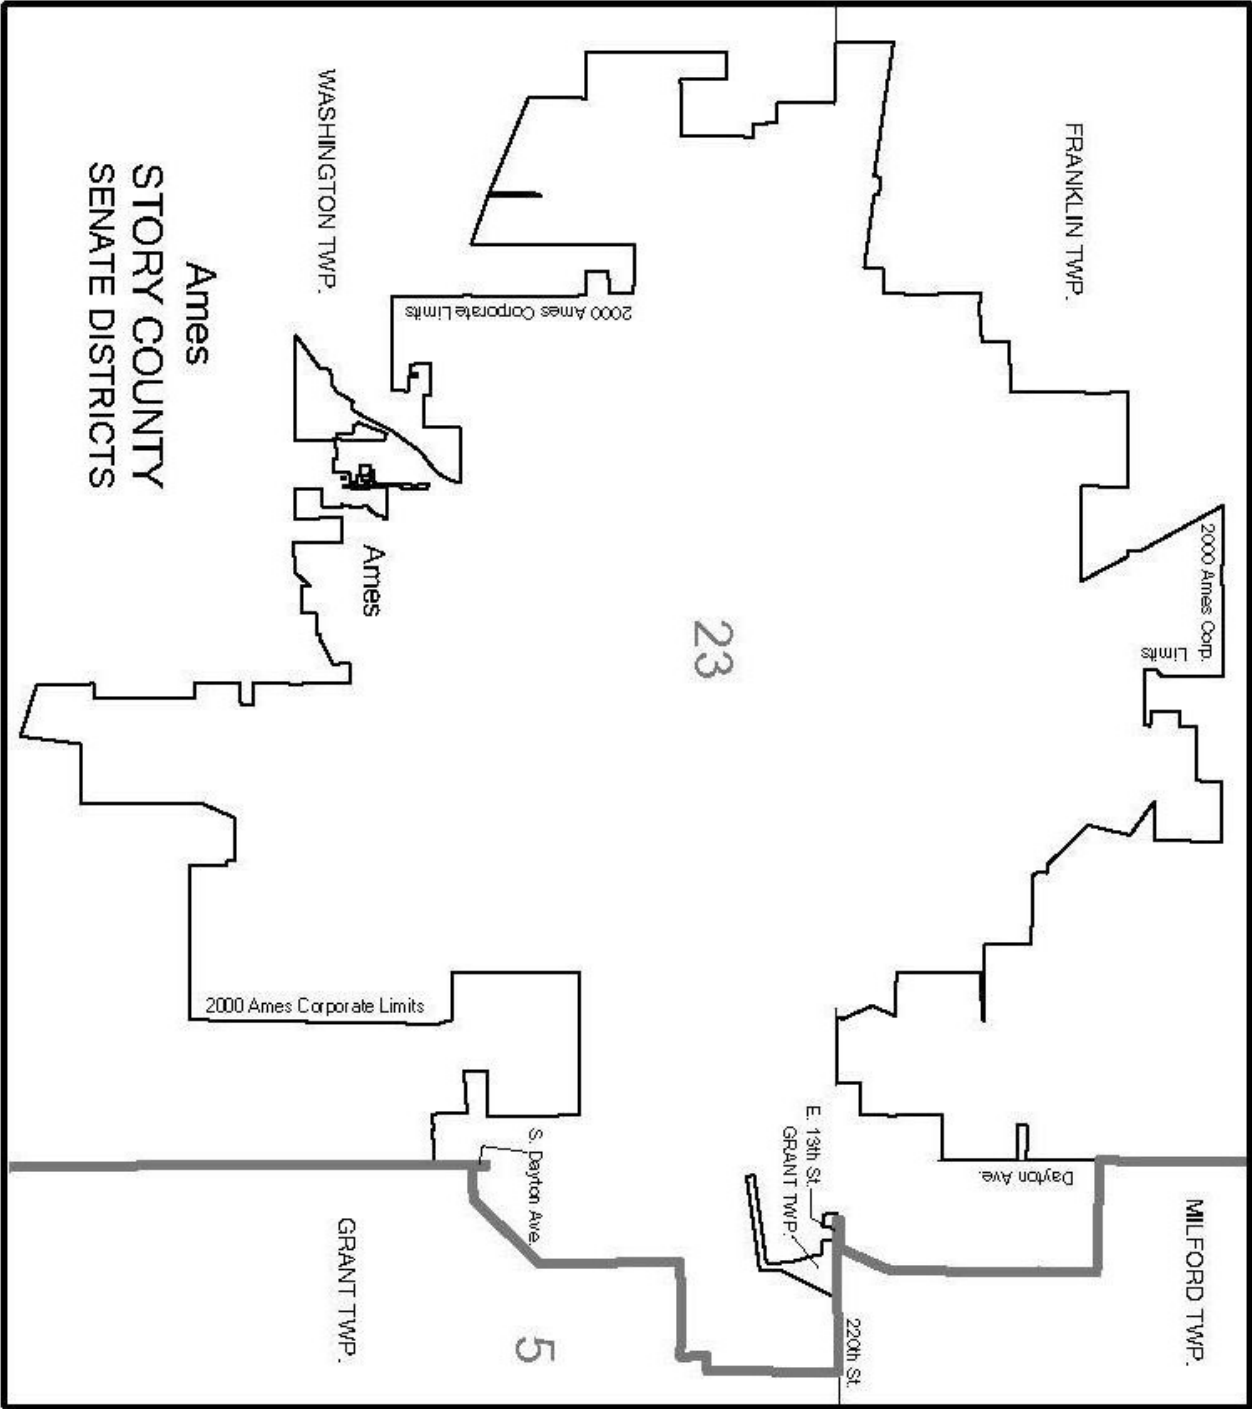 FRANKLIN TWP.
2000 Ames Corp.
Limits
MILFORD TWP.
Dayton Ave.
220th St.
E. 13th St.
GRANT TWP.
23
2000 Ames Corporate Limits
S. Dayton Ave.
5
WASHINGTON TWP.
Ames
2000 Ames Corporate Limits
GRANT TWP.
Ames
STORY COUNTY
SENATE DISTRICTS